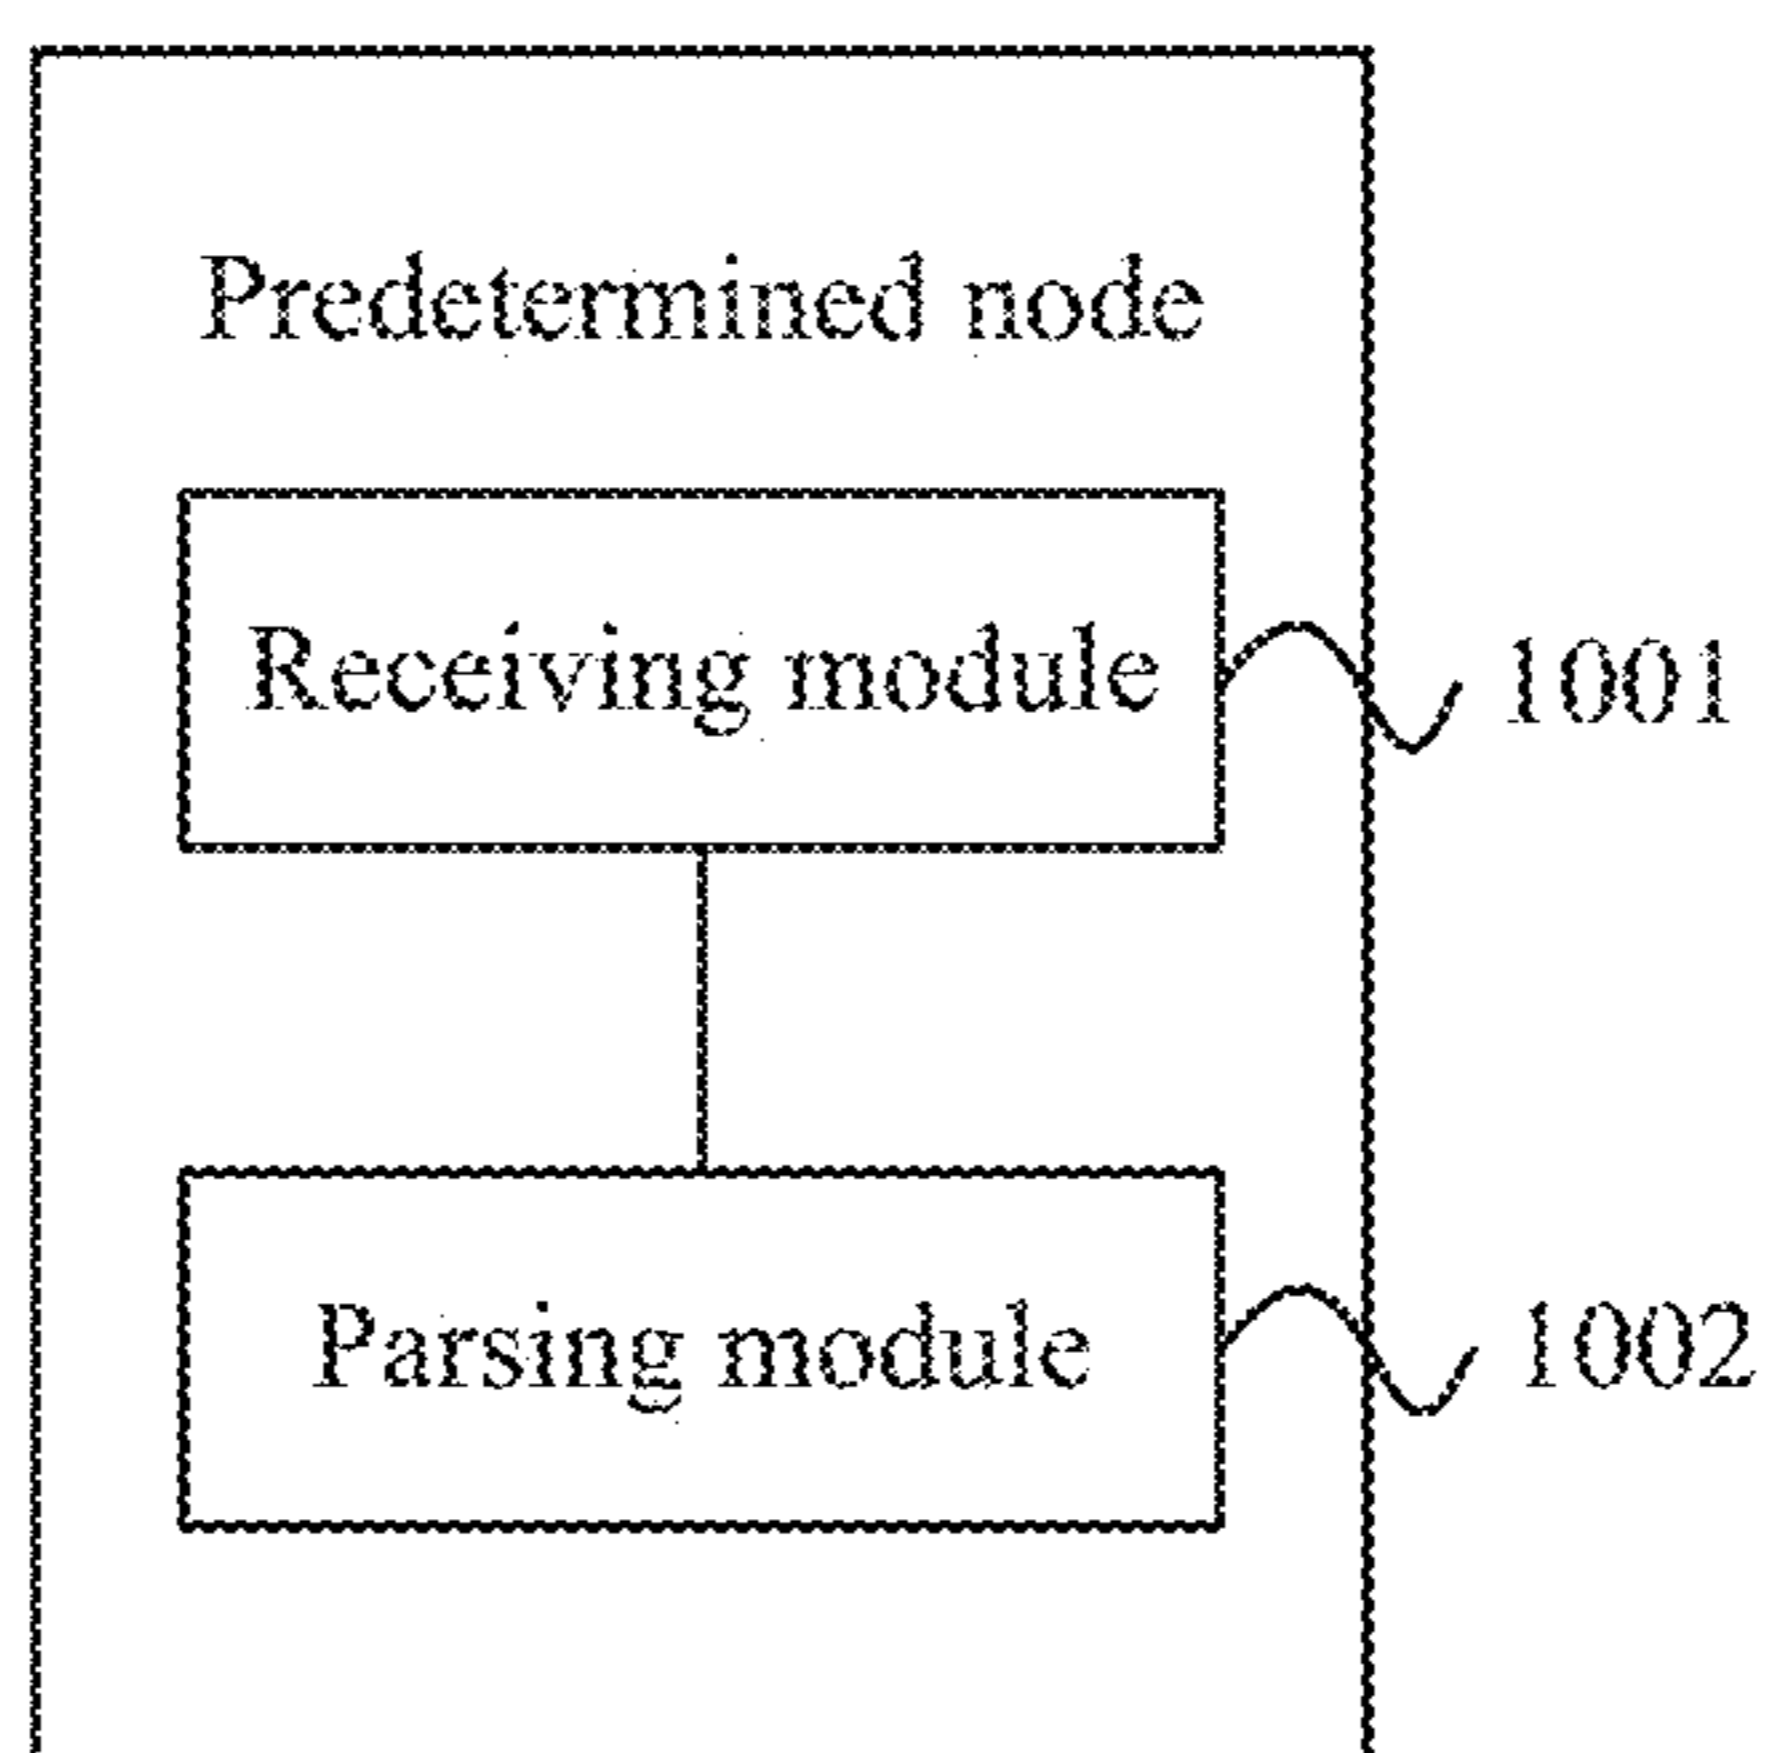 Predetermined node
Receiving module
1001
Parsing module
1002